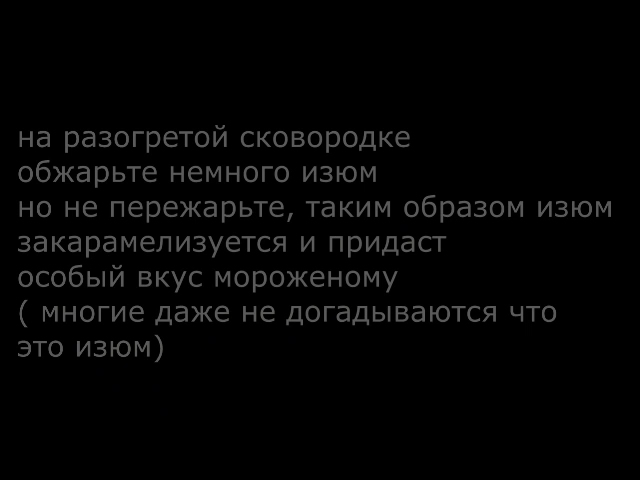 на разогретой сковородке
обжарьте немного изюм
но не пережарьте, таким образом изюм
закарамелизуется и придаст
особый вкус мороженому
( многие даже не догадываются что
это изюм)